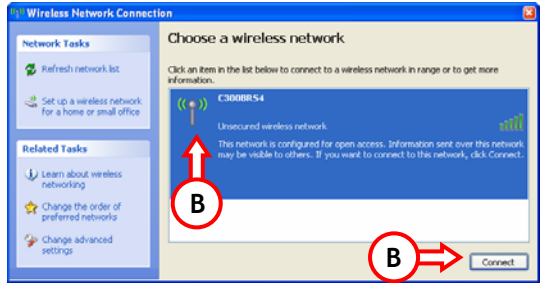 Wireless Network Connection
Network Tasks
Refresh network list
Set up a wireless network
for a home or small office
Related Tasks
Learn about wireless
networking
Change the order of
preferred networks
Change advanced
settings
Choose a wireless network
Click an item in the list below to connect to a wireless network in range or to get more
information.
C300BRS4
Unsecured wireless network
This network is configured for open access. Information sent over this network
may be visible to others. If you want to connect to this network, click Connect.
B
B
Connect